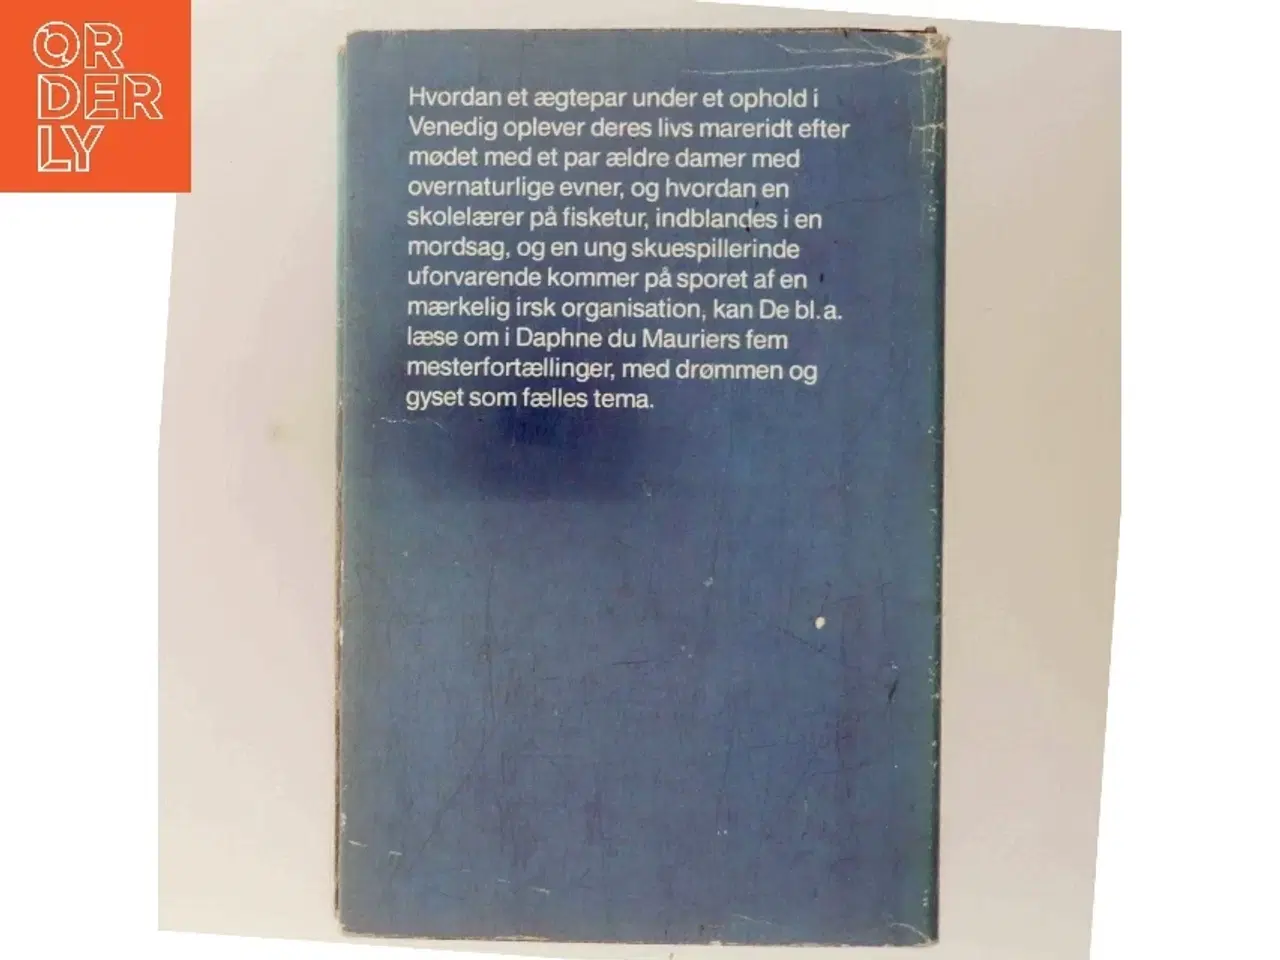 ORDERLY
Hvordan et ægtepar under et ophold i
Venedig oplever deres livs mareridt efter
mødet med et par ældre damer med
overnaturlige evner, og hvordan en
skolelærer på fisketur, indblandes i en
mordsag, og en ung skuespillerinde
uforvarende kommer på sporet af en
mærkelig irsk organisation, kan De bl.a.
læse om i Daphne du Mauriers fem
mesterfortællinger, med drømmen og
gyset som fælles tema.